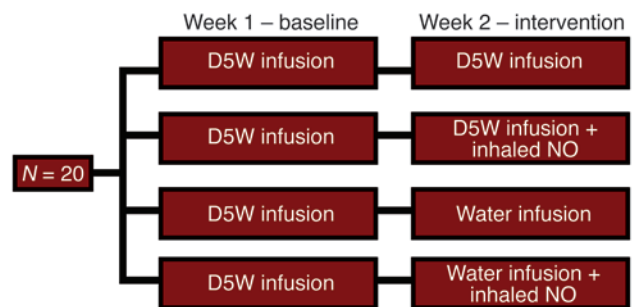 Week 1 – baseline Week 2 – intervention
D5W infusion D5W infusion
D5W infusion D5W infusion +
inhaled NO
N = 20
D5W infusion Water infusion
D5W infusion Water infusion +
inhaled NO